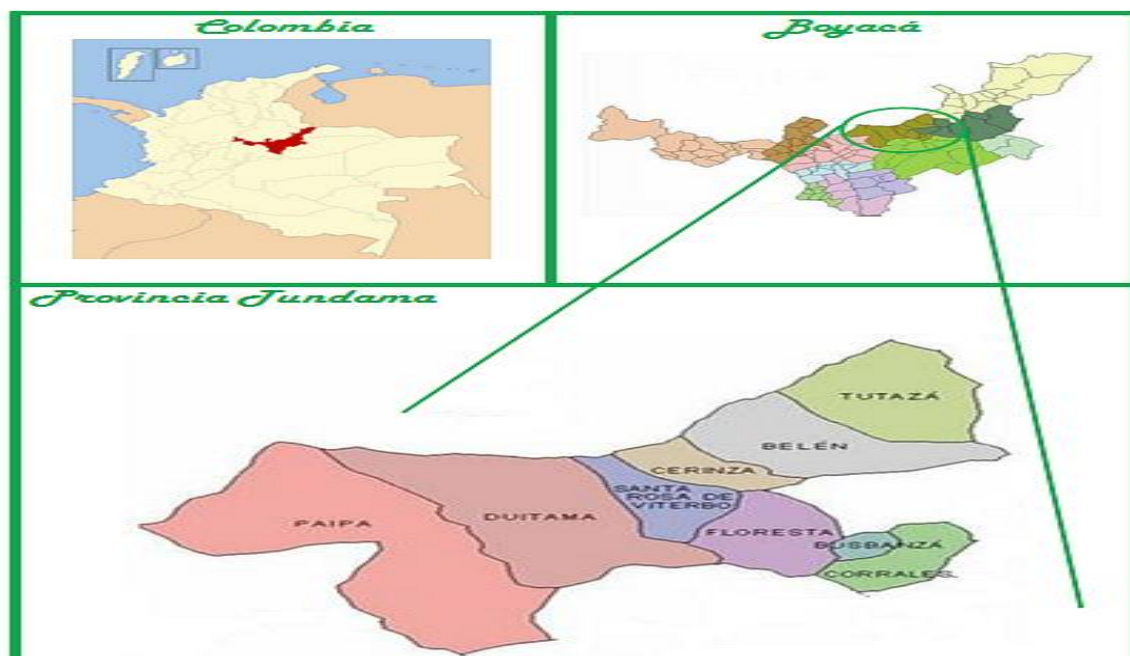 Colombia
Boyacá
Provincia Tundama
TUTAZÁ
BELÉN
CERINZA
SANTA
ROSA DE
VITERBO
PAIPA
DUITAMA
FLORESTA
BUSBANZÁ
CORRALES.